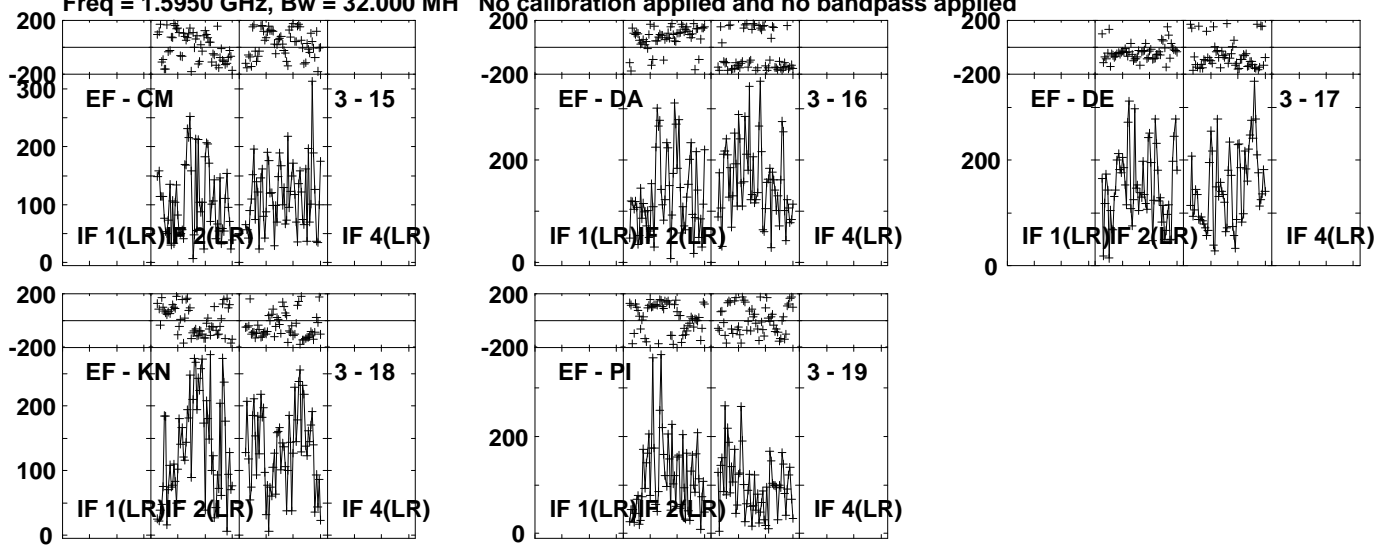 Freq = 1.5950 GHz, Bw = 32.000 MH No calibration applied and no bandpass applied
200
-200
300
200
100
0
EF - CM
3 - 15
IF 1(LR)
IF 2(LR)
IF 4(LR)
200
-200
200
0
EF - DA
3 - 16
IF 1(LR)
IF 2(LR)
IF 4(LR)
200
-200
200
0
EF - DE
3 - 17
IF 1(LR)
IF 2(LR)
IF 4(LR)
200
-200
200
100
0
EF - KN
3 - 18
IF 1(LR)
IF 2(LR)
IF 4(LR)
200
-200
200
0
EF - PI
3 - 19
IF 1(LR)
IF 2(LR)
IF 4(LR)